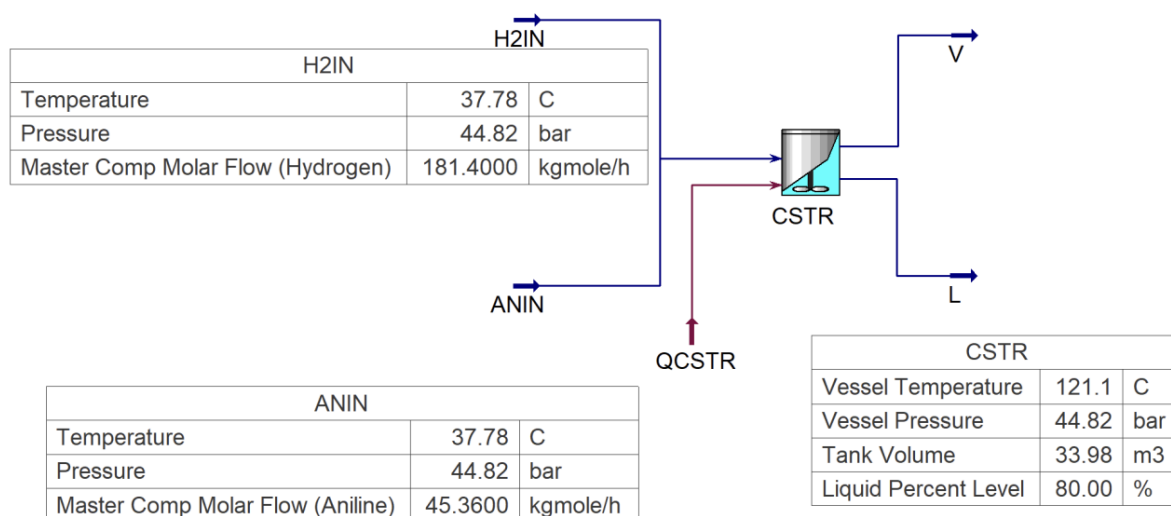 H2IN
V
H2IN
Temperature 37.78 C
Pressure 44.82 bar
Master Comp Molar Flow (Hydrogen) 181.4000 kgmole/h
CSTR
ANIN
L
QCSTR
CSTR
Vessel Temperature 121.1 C
Vessel Pressure 44.82 bar
Tank Volume 33.98 m3
Liquid Percent Level 80.00 %
ANIN
Temperature 37.78 C
Pressure 44.82 bar
Master Comp Molar Flow (Aniline) 45.3600 kgmole/h